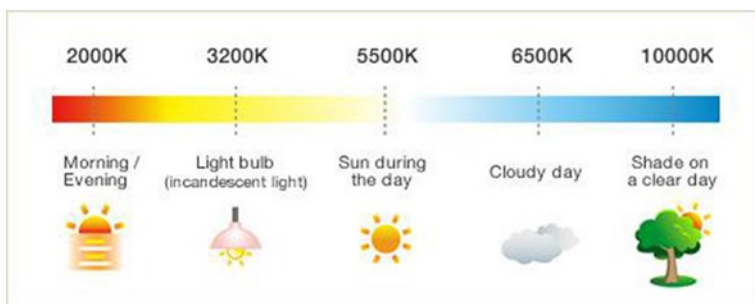 2000K 3200K 5500K 6500K 10000K
Morning /
Evening
Light bulb
(incandescent light)
Sun during
the day
Cloudy day
Shade on
a clear day